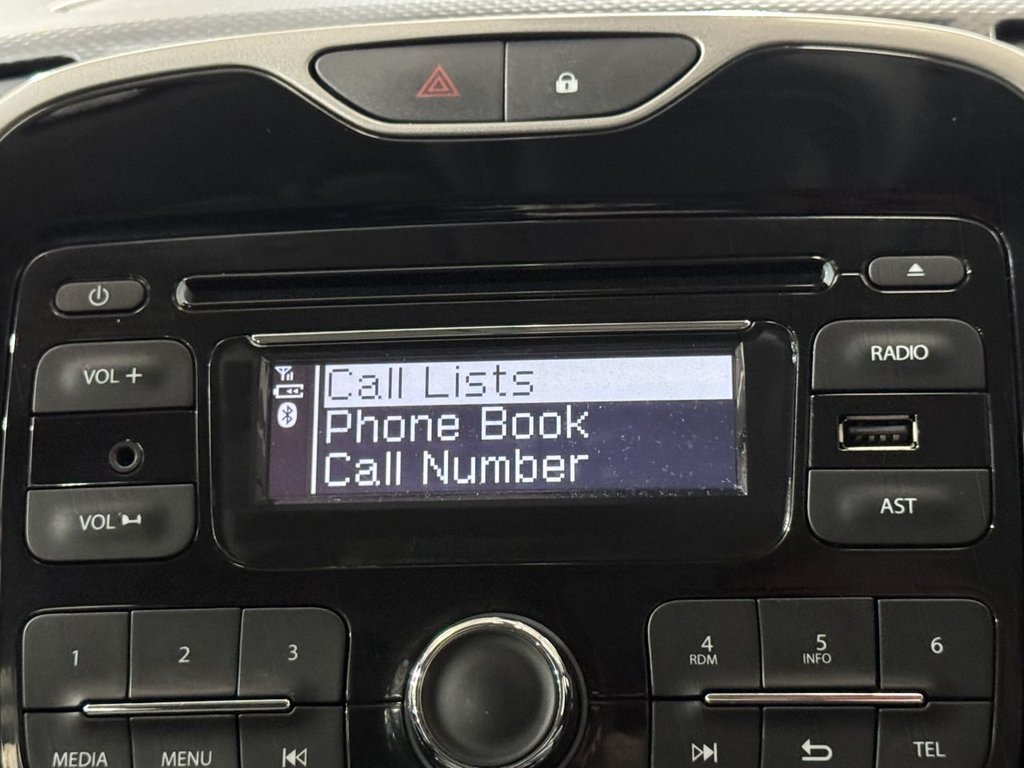 Call Lists
Phone Book
Call Number
VOL +
RADIO
VOL
AST
1
2
3
4
RDM
5
INFO
6
MEDIA
MENU
TEL